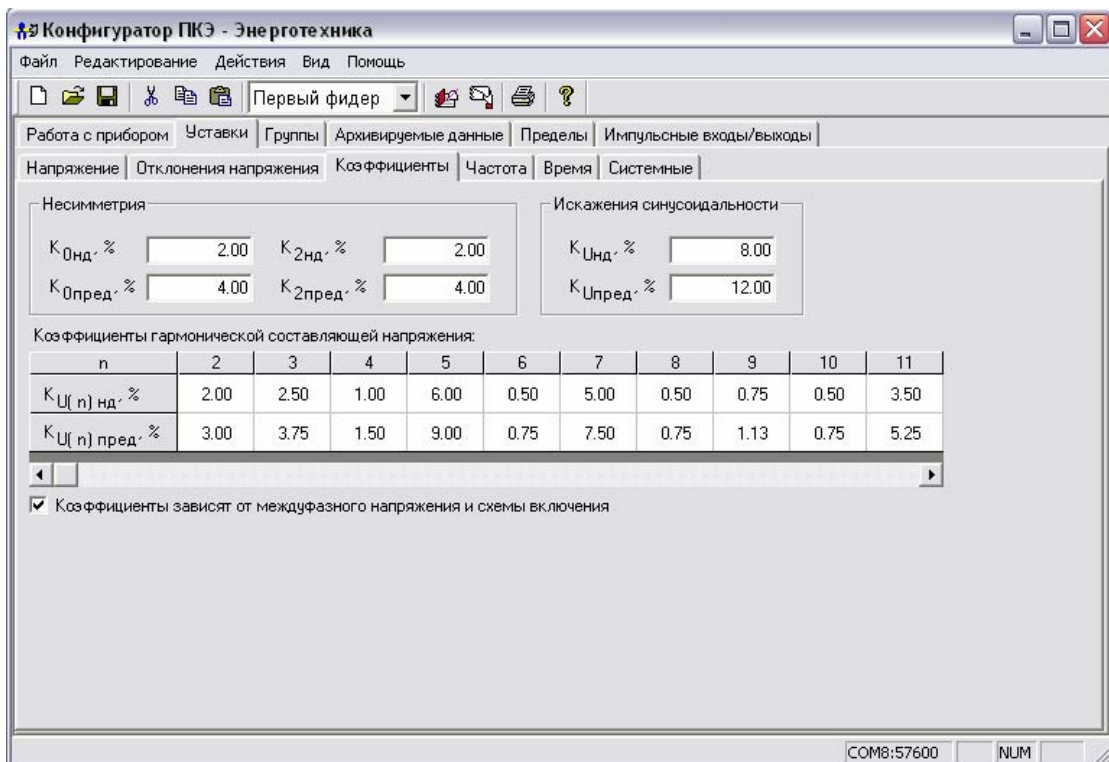 Конфигуратор ПКЭ - Энерготехника
Файл Редактирование Действия Вид Помощь
Первый фидер
Работа с прибором Уставки Группы Архивируемые данные Пределы Импульсные входы/выходы
Напряжение Отклонения напряжения Коэффициенты Частота Время Системные
Несимметрия Искажения синусоидальности
K0нд, % 2.00 K2нд, % 2.00 KUнд, % 8.00
K0пред, % 4.00 K2пред, % 4.00 KUпред, % 12.00
Коэффициенты гармонической составляющей напряжения:
n 2 3 4 5 6 7 8 9 10 11
KU(n) нд, % 2.00 2.50 1.00 6.00 0.50 5.00 0.50 0.75 0.50 3.50
KU(n) пред, % 3.00 3.75 1.50 9.00 0.75 7.50 0.75 1.13 0.75 5.25
Коэффициенты зависят от междуфазного напряжения и схемы включения
COM8:57600 NUM